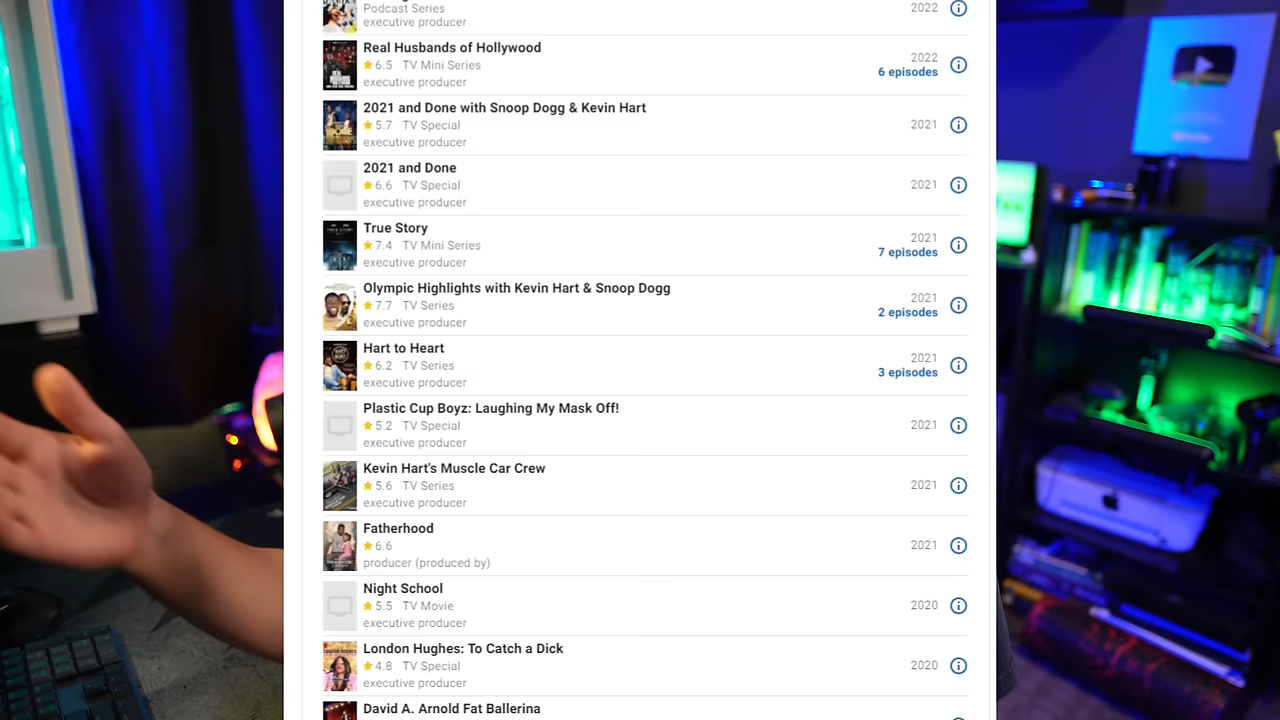 Podcast Series
2022
executive producer
Real Husbands of Hollywood
6.5 TV Mini Series
2022
6 episodes
executive producer
2021 and Done with Snoop Dogg & Kevin Hart
5.7 TV Special
2021
executive producer
2021 and Done
6.6 TV Special
2021
executive producer
True Story
7.4 TV Mini Series
2021
7 episodes
executive producer
Olympic Highlights with Kevin Hart & Snoop Dogg
7.7 TV Series
2021
2 episodes
executive producer
Hart to Heart
6.2 TV Series
2021
3 episodes
executive producer
Plastic Cup Boyz: Laughing My Mask Off!
5.2 TV Special
2021
executive producer
Kevin Hart's Muscle Car Crew
5.6 TV Series
2021
executive producer
Fatherhood
6.6
2021
producer (produced by)
Night School
5.5 TV Movie
2020
executive producer
London Hughes: To Catch a Dick
4.8 TV Special
2020
executive producer
David A. Arnold Fat Ballerina